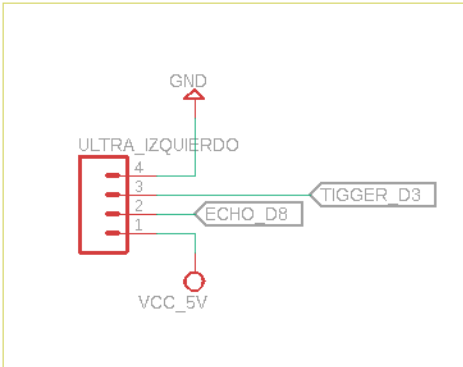 GND
ULTRA_IZQUIERDO
4
3
TIGGER_D3
2
ECHO_D8
1
VCC_5V